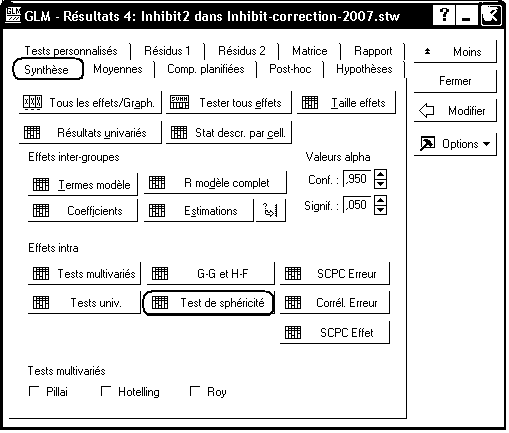 GLM - Résultats 4: Inhibit2 dans Inhibit-correction-2007.stw
Tests personnalisés Résidus 1 Résidus 2 Matrice Rapport
Synthèse Moyennes Comp. planifiées Post-hoc Hypothèses
Moins
Fermer
Modifier
Options
Tous les effets/Graph. Tester tous effets Taille effets
Résultats univariés Stat descr. par cell.
Effets inter-groupes
Valeurs alpha
Termes modèle R modèle complet Conf. : ,950
Coefficients Estimations Signif. : ,050
Effets intra
Tests multivariés G-G et H-F SCPC Erreur
Tests univ. Test de sphéricité Corrél. Erreur
SCPC Effet
Tests multivariés
Pillai Hotelling Roy